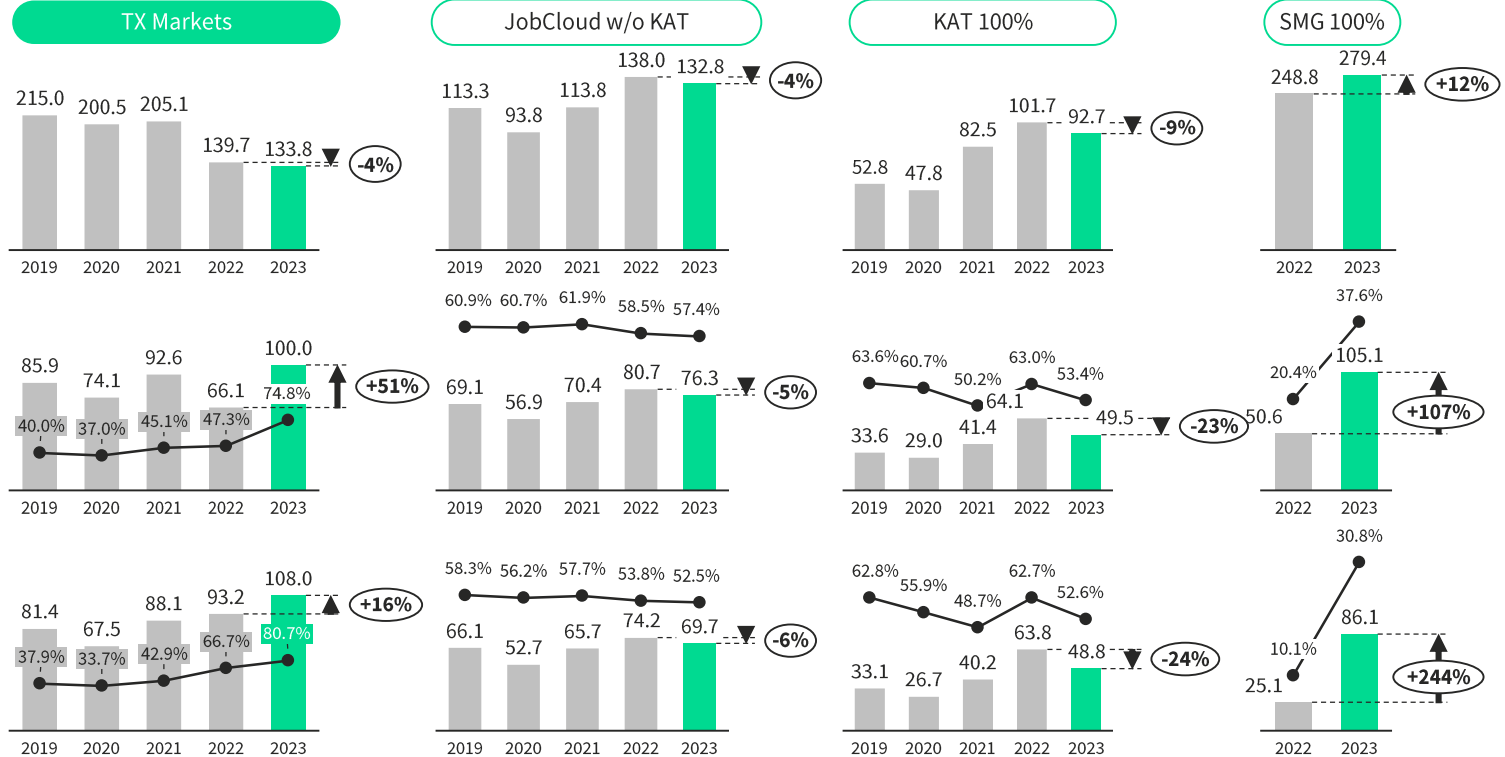 TX Markets
JobCloud w/o KAT
KAT 100%
SMG 100%
215.0 200.5 205.1 139.7 133.8 -4%
2019 2020 2021 2022 2023
113.3 93.8 113.8 138.0 132.8 -4%
2019 2020 2021 2022 2023
52.8 47.8 82.5 101.7 92.7 -9%
2019 2020 2021 2022 2023
248.8 279.4 +12%
2022 2023
85.9 74.1 92.6 66.1 100.0 +51%
40.0% 37.0% 45.1% 47.3% 74.8%
2019 2020 2021 2022 2023
60.9% 60.7% 61.9% 58.5% 57.4%
69.1 56.9 70.4 80.7 76.3 -5%
2019 2020 2021 2022 2023
63.6% 60.7% 50.2% 63.0% 53.4%
33.6 29.0 41.4 64.1 49.5 -23%
2019 2020 2021 2022 2023
20.4% 37.6%
50.6 105.1 +107%
2022 2023
81.4 67.5 88.1 93.2 108.0 +16%
37.9% 33.7% 42.9% 66.7% 80.7%
2019 2020 2021 2022 2023
58.3% 56.2% 57.7% 53.8% 52.5%
66.1 52.7 65.7 74.2 69.7 -6%
2019 2020 2021 2022 2023
62.8% 55.9% 48.7% 62.7% 52.6%
33.1 26.7 40.2 63.8 48.8 -24%
2019 2020 2021 2022 2023
10.1% 30.8%
25.1 86.1 +244%
2022 2023